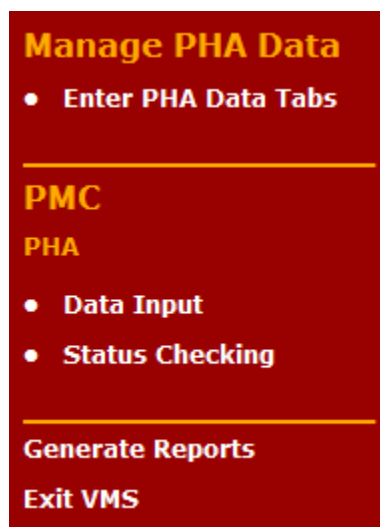 Manage PHA Data
• Enter PHA Data Tabs
PMC
PHA
• Data Input
• Status Checking
Generate Reports
Exit VMS